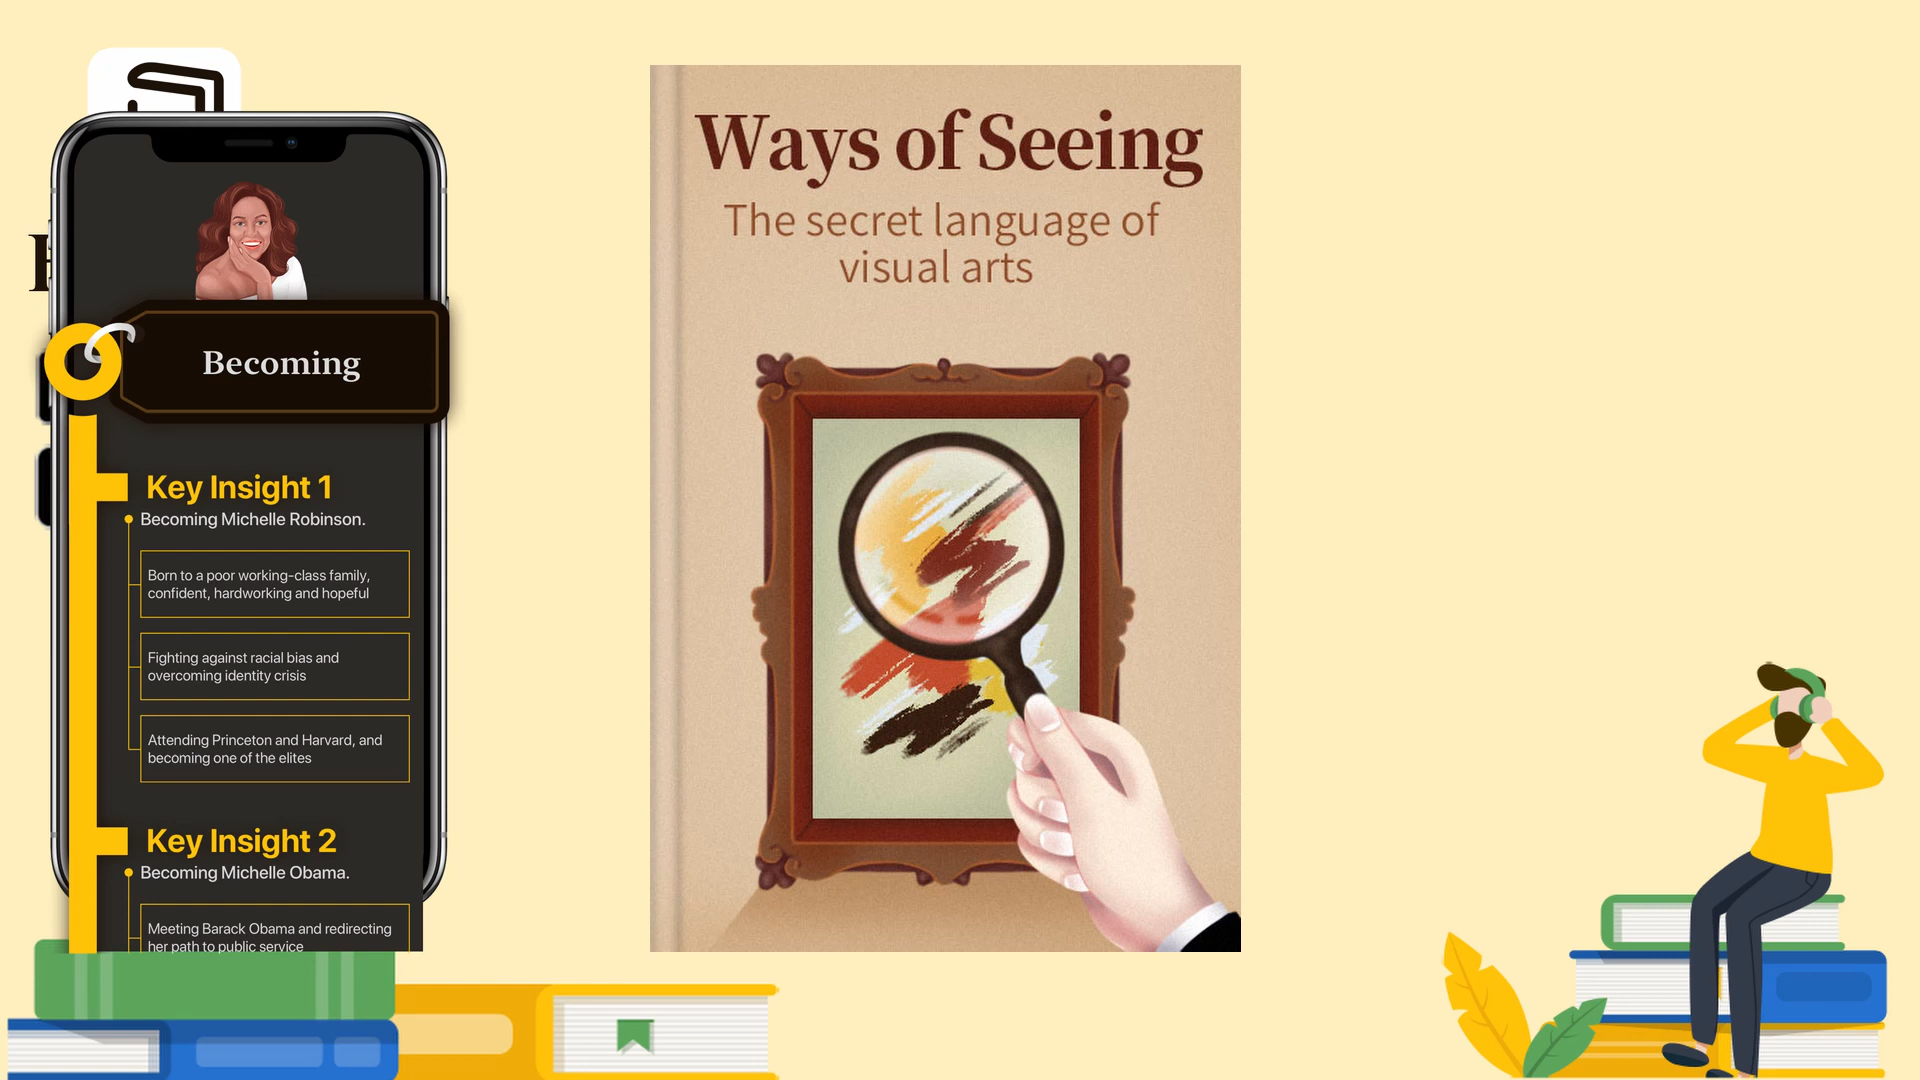 Becoming
Key Insight 1
Becoming Michelle Robinson.
Born to a poor working-class family,
confident, hardworking and hopeful
Fighting against racial bias and
overcoming identity crisis
Attending Princeton and Harvard, and
becoming one of the elites
Key Insight 2
Becoming Michelle Obama.
Meeting Barack Obama and redirecting
her path to public service
Ways of Seeing
The secret language of
visual arts